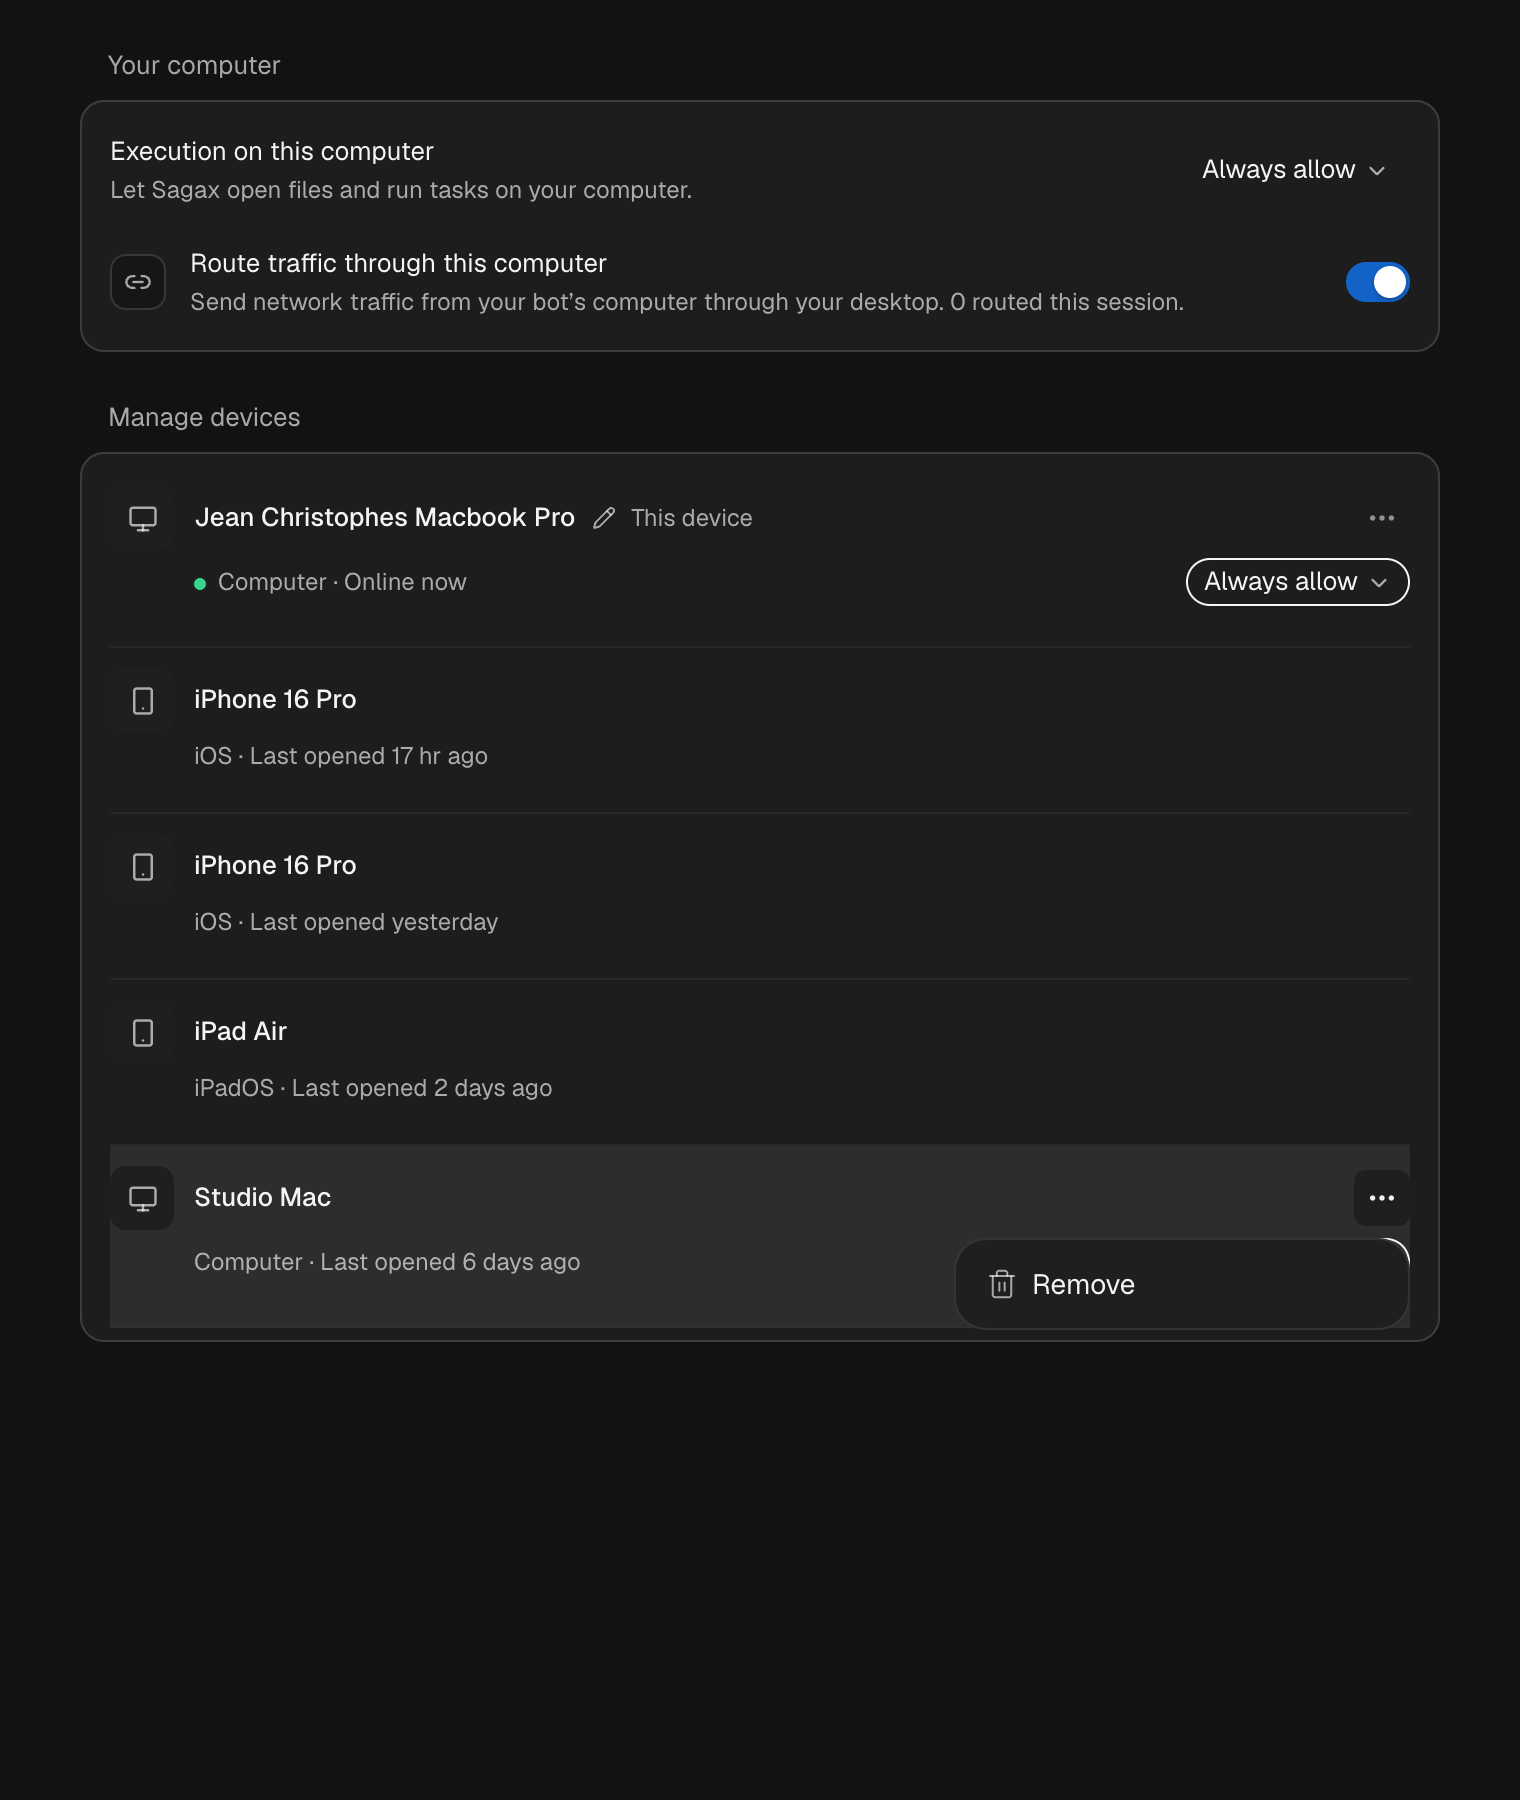 Your computer
Execution on this computer
Always allow
Let Sagax open files and run tasks on your computer.
Route traffic through this computer
Send network traffic from your bot’s computer through your desktop. 0 routed this session.
Manage devices
Jean Christophes Macbook Pro This device
Computer · Online now
Always allow
iPhone 16 Pro
iOS · Last opened 17 hr ago
iPhone 16 Pro
iOS · Last opened yesterday
iPad Air
iPadOS · Last opened 2 days ago
Studio Mac
Computer · Last opened 6 days ago
Remove